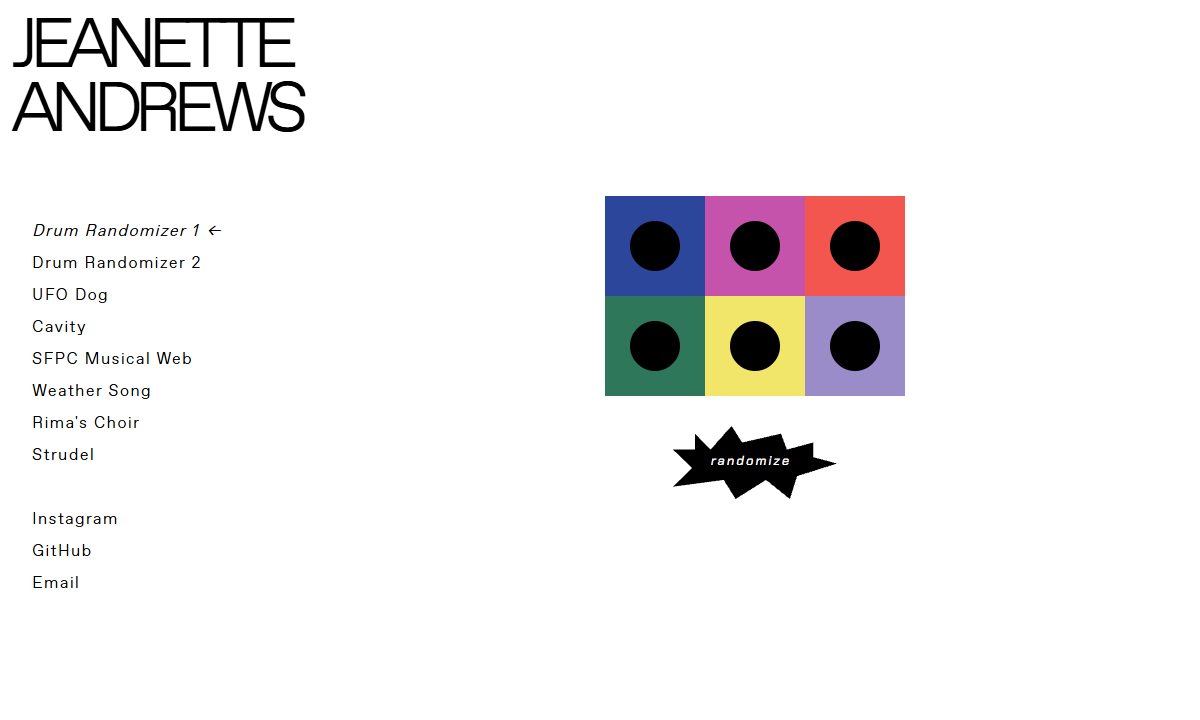 JEANETTE
ANDREWS
Drum Randomizer 1 ←
Drum Randomizer 2
UFO Dog
Cavity
SFPC Musical Web
Weather Song
Rima's Choir
Strudel
Instagram
GitHub
Email
randomize